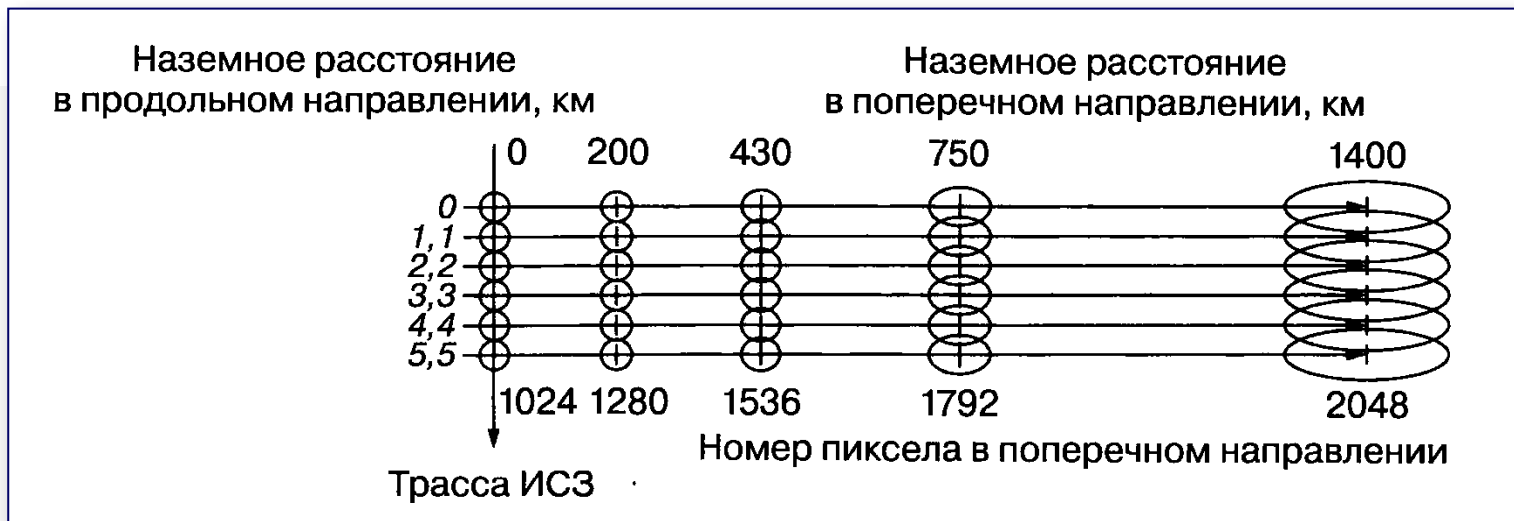 Наземное расстояние
в продольном направлении, км
Наземное расстояние
в поперечном направлении, км
0 200 430 750 1400
0
1,1
2,2
3,3
4,4
5,5
1024 1280 1536 1792 2048
Номер пиксела в поперечном направлении
Трасса ИСЗ